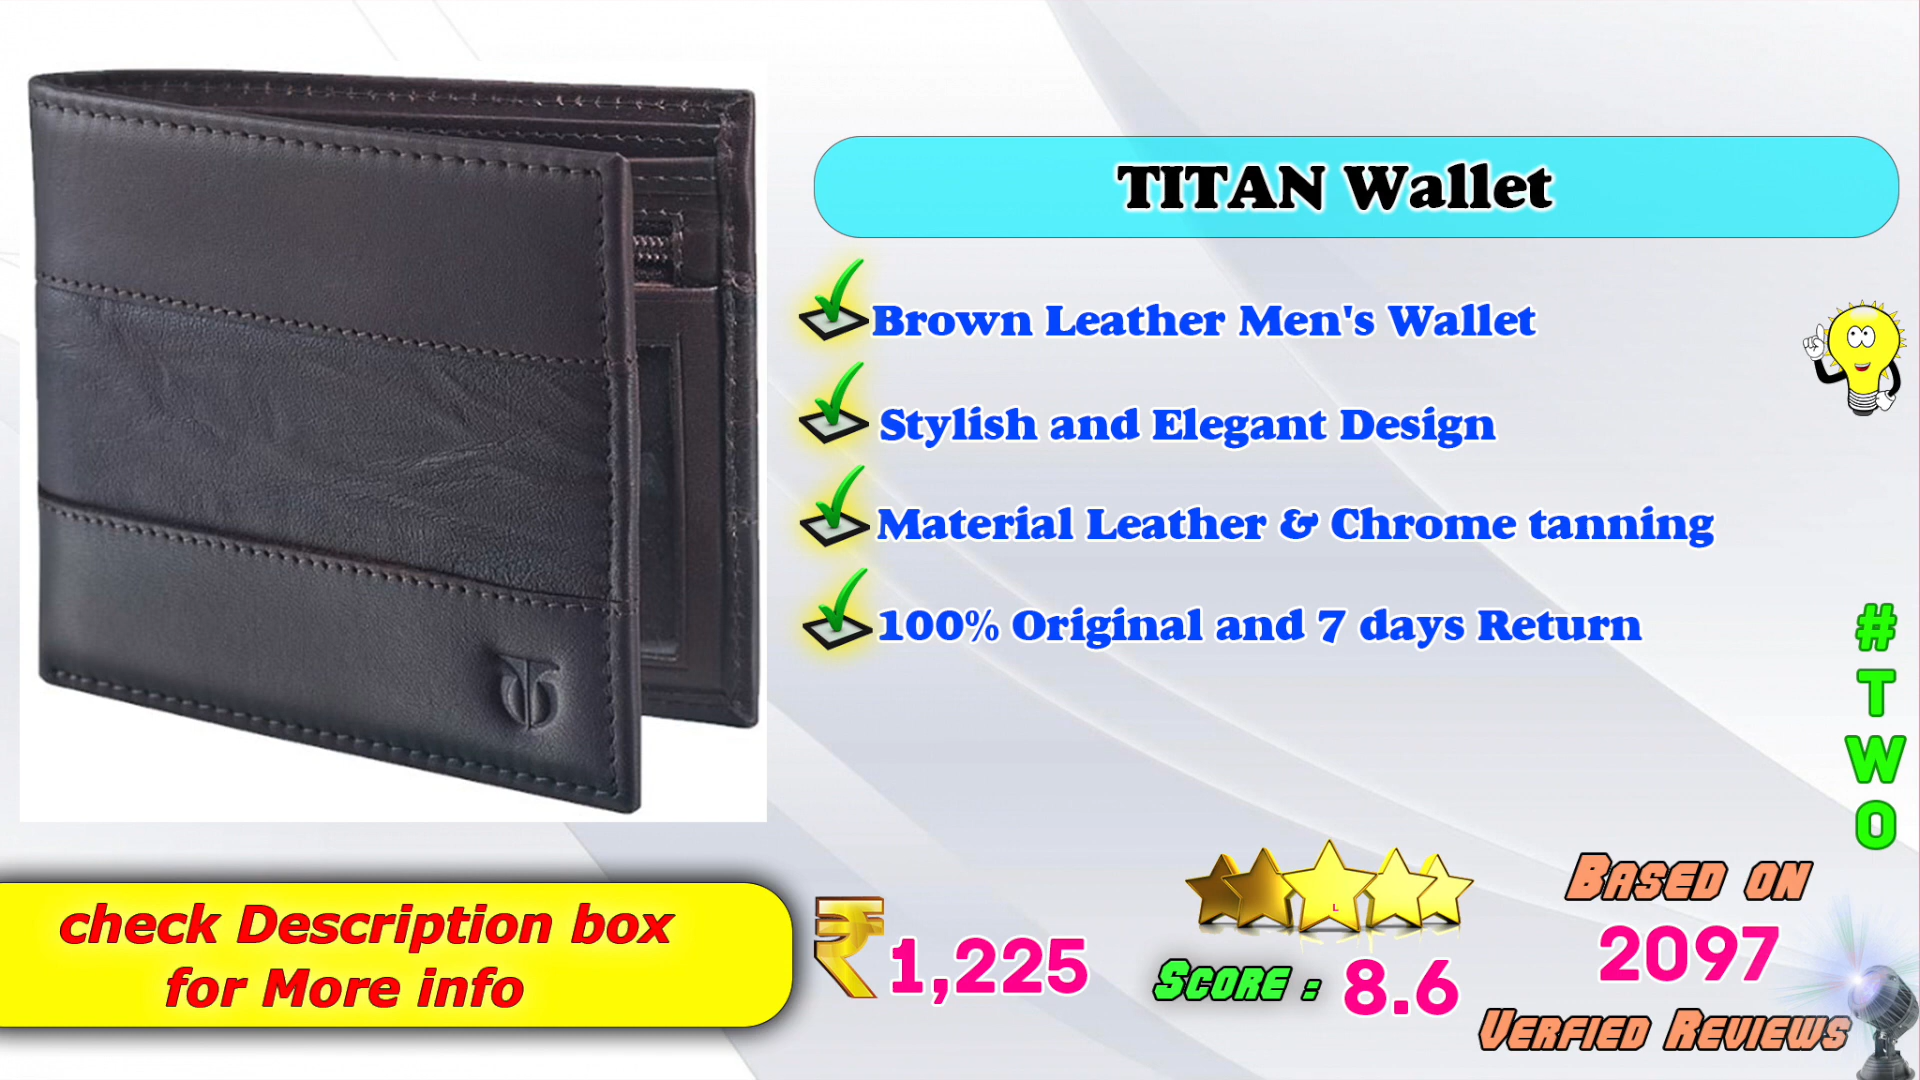 TITAN Wallet
Brown Leather Men's Wallet
Stylish and Elegant Design
Material Leather & Chrome tanning
100% Original and 7 days Return
#
T
W
O
check Description box
for More info
₹ 1,225
L
Score : 8.6
Based on
2097
Verfied Reviews